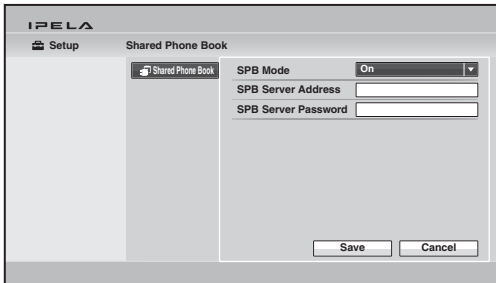 IPELA
Setup Shared Phone Book
Shared Phone Book
SPB Mode On
SPB Server Address
SPB Server Password
Save Cancel